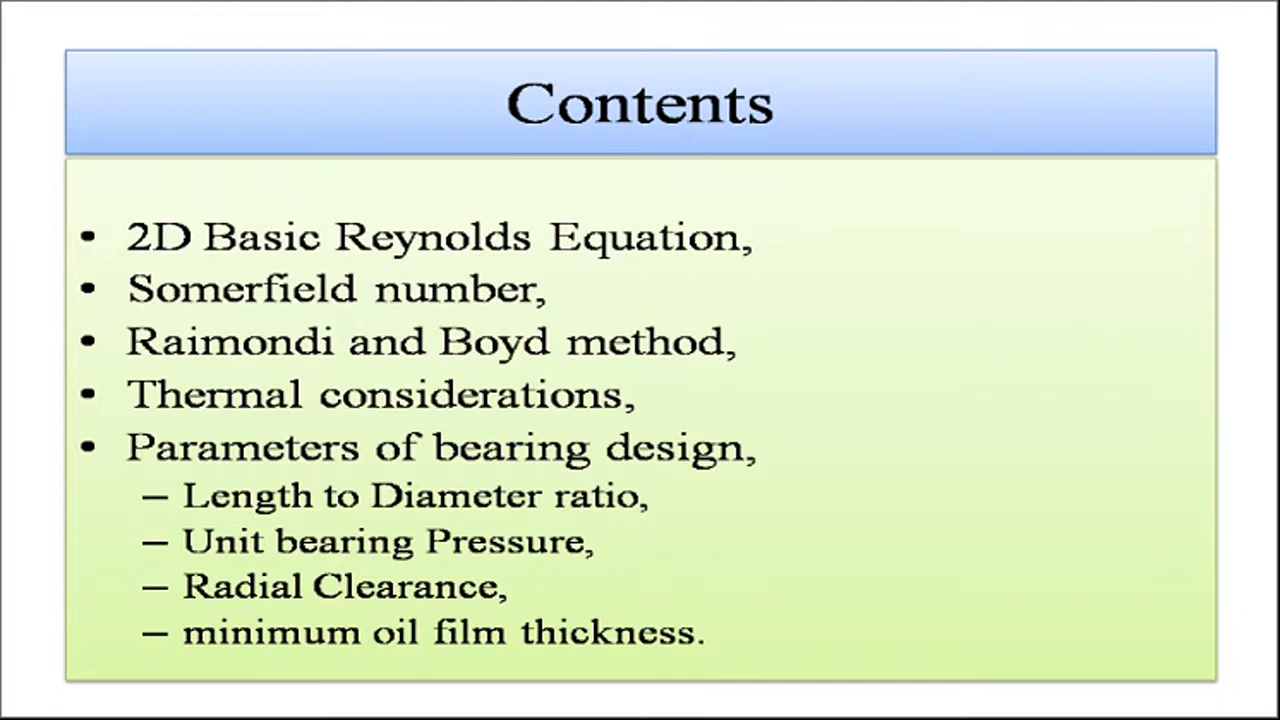 Contents
• 2D Basic Reynolds Equation,
• Somerfield number,
• Raimondi and Boyd method,
• Thermal considerations,
• Parameters of bearing design,
– Length to Diameter ratio,
– Unit bearing Pressure,
– Radial Clearance,
– minimum oil film thickness.